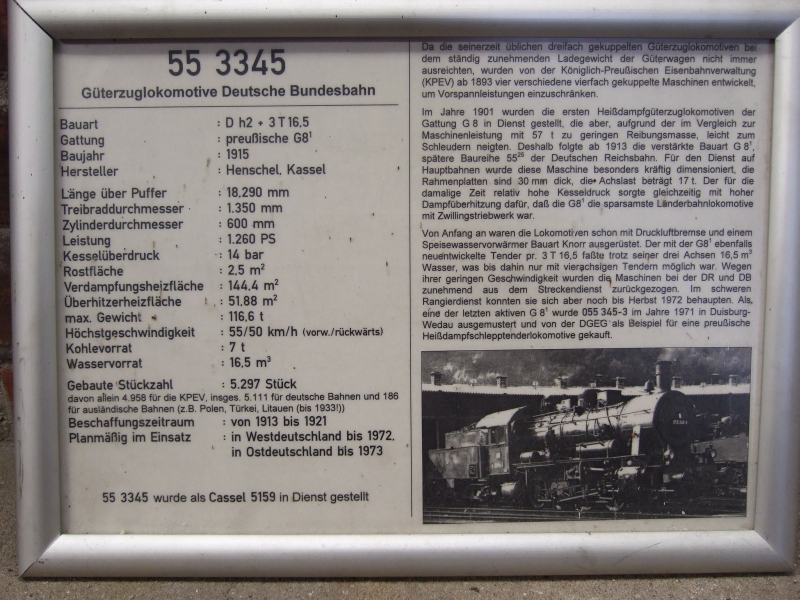 55 3345
Güterzuglokomotive Deutsche Bundesbahn
Bauart : D h2 + 3 T 16,5
Gattung : preußische G8¹
Baujahr : 1915
Hersteller : Henschel, Kassel
Länge über Puffer : 18.290 mm
Treibraddurchmesser : 1.350 mm
Zylinderdurchmesser : 600 mm
Leistung : 1.260 PS
Kesselüberdruck : 14 bar
Rostfläche : 2,5 m²
Verdampfungsheizfläche : 144.4 m²
Überhitzerheizfläche : 51.88 m²
max. Gewicht : 116,6 t
Höchstgeschwindigkeit : 55/50 km/h (vorw./rückwärts)
Kohlevorrat : 7 t
Wasservorrat : 16,5 m³
Gebaute Stückzahl : 5.297 Stück
davon allein 4.958 für die KPEV, insges. 5.111 für deutsche Bahnen und 186
für ausländische Bahnen (z.B. Polen, Türkei, Litauen (bis 1933!))
Beschaffungszeitraum : von 1913 bis 1921
Planmäßig im Einsatz : in Westdeutschland bis 1972,
in Ostdeutschland bis 1973
55 3345 wurde als Cassel 5159 in Dienst gestellt
Da die seinerzeit üblichen dreifach gekuppelten Güterzuglokomotiven bei
dem ständig zunehmenden Ladegewicht der Güterwagen nicht immer
ausreichten, wurden von der Königlich-Preußischen Eisenbahnverwaltung
(KPEV) ab 1893 vier verschiedene vierfach gekuppelte Maschinen entwickelt,
um Vorspannleistungen einzuschränken.
Im Jahre 1901 wurden die ersten Heißdampfgüterzuglokomotiven der
Gattung G 8 in Dienst gestellt, die aber, aufgrund der im Vergleich zur
Maschinenleistung mit 57 t zu geringen Reibungsmasse, leicht zum
Schleudern neigten. Deshalb folgte ab 1913 die verstärkte Bauart G 8¹,
spätere Baureihe 55²⁵ der Deutschen Reichsbahn. Für den Dienst auf
Hauptbahnen wurde diese Maschine besonders kräftig dimensioniert, die
Rahmenplatten sind 30 mm dick, die Achslast beträgt 17 t. Der für die
damalige Zeit relativ hohe Kesseldruck sorgte gleichzeitig mit hoher
Dampfüberhitzung dafür, daß die G8¹ die sparsamste Länderbahnlokomotive
mit Zwillingstriebwerk war.
Von Anfang an waren die Lokomotiven schon mit Druckluftbremse und einem
Speisewasservorwärmer Bauart Knorr ausgerüstet. Der mit der G8¹ ebenfalls
neuentwickelte Tender pr. 3 T 16,5 faßte trotz seiner drei Achsen 16,5 m³
Wasser, was bis dahin nur mit vierachsigen Tendern möglich war. Wegen
ihrer geringen Geschwindigkeit wurden die Maschinen bei der DR und DB
zunehmend aus dem Streckendienst zurückgezogen. Im schweren
Rangierdienst konnten sie sich aber noch bis Herbst 1972 behaupten. Als
eine der letzten aktiven G 8¹ wurde 055 345-3 im Jahre 1971 in Duisburg-
Wedau ausgemustert und von der DGEG als Beispiel für eine preußische
Heißdampfschlepptenderlokomotive gekauft.